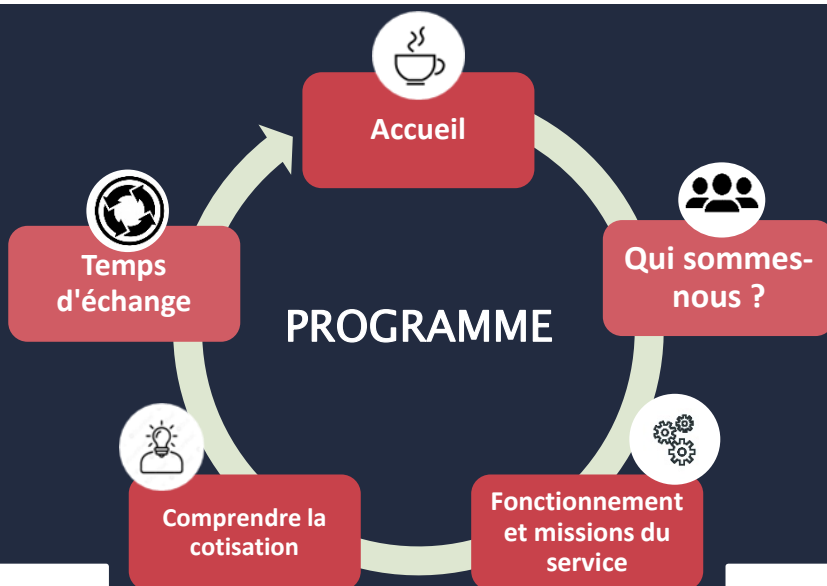 Accueil
Qui sommes-
nous ?
Fonctionnement
et missions du
service
Comprendre la
cotisation
Temps
d'échange
PROGRAMME